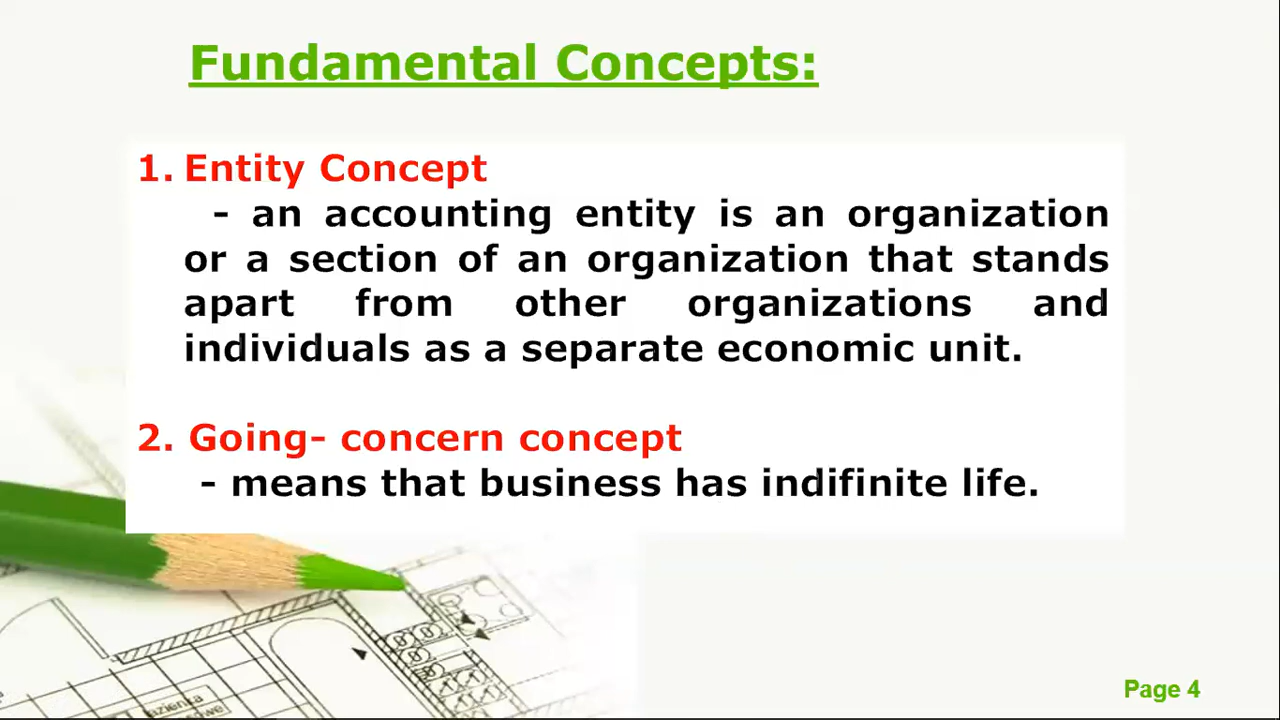 Fundamental Concepts:
1. Entity Concept
- an accounting entity is an organization
or a section of an organization that stands
apart from other organizations and
individuals as a separate economic unit.
2. Going- concern concept
- means that business has indifinite life.
Page 4